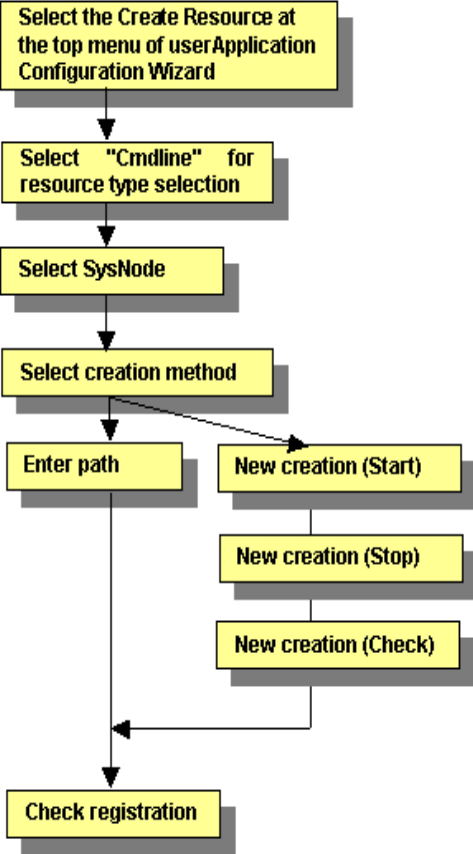 Select the Create Resource at
the top menu of userApplication
Configuration Wizard
Select "Cmdline" for
resource type selection
Select SysNode
Select creation method
Enter path
New creation (Start)
New creation (Stop)
New creation (Check)
Check registration